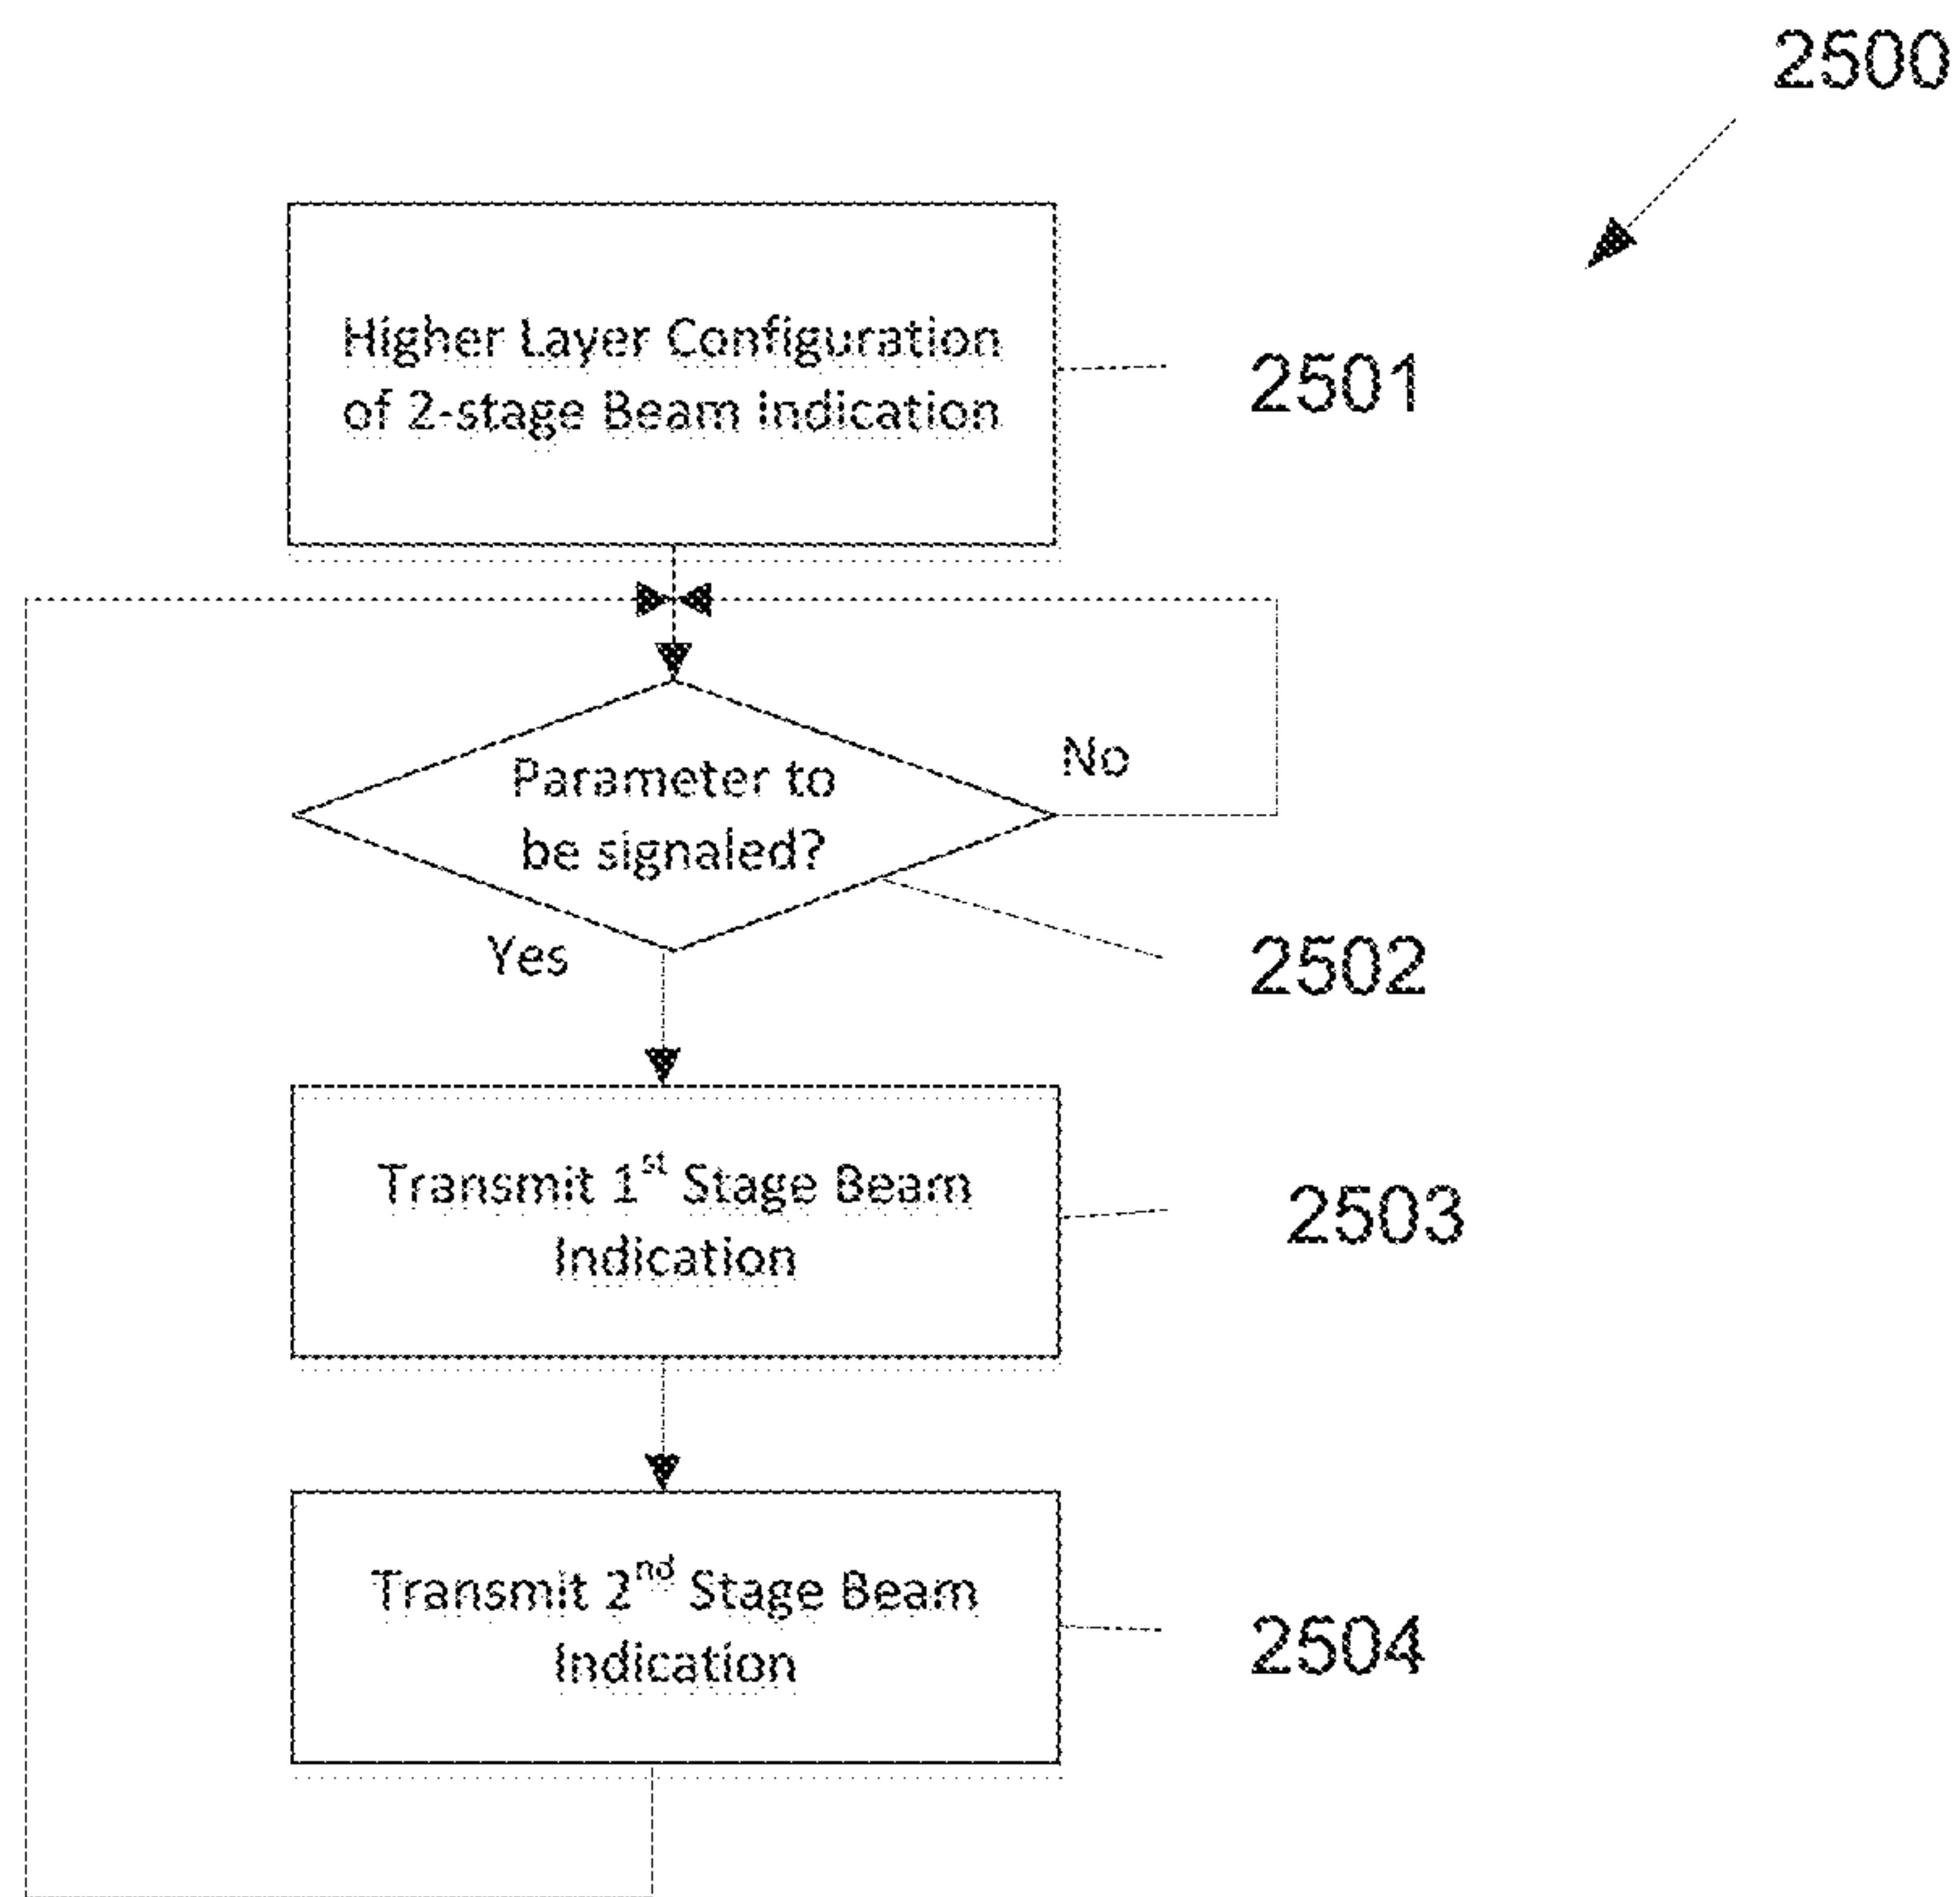 2500
Higher Layer Configuration
of 2-stage Beam Indication
2501
Parameter to
be signaled?
No
Yes
2502
Transmit 1st Stage Beam
Indication
2503
Transmit 2nd Stage Beam
Indication
2504